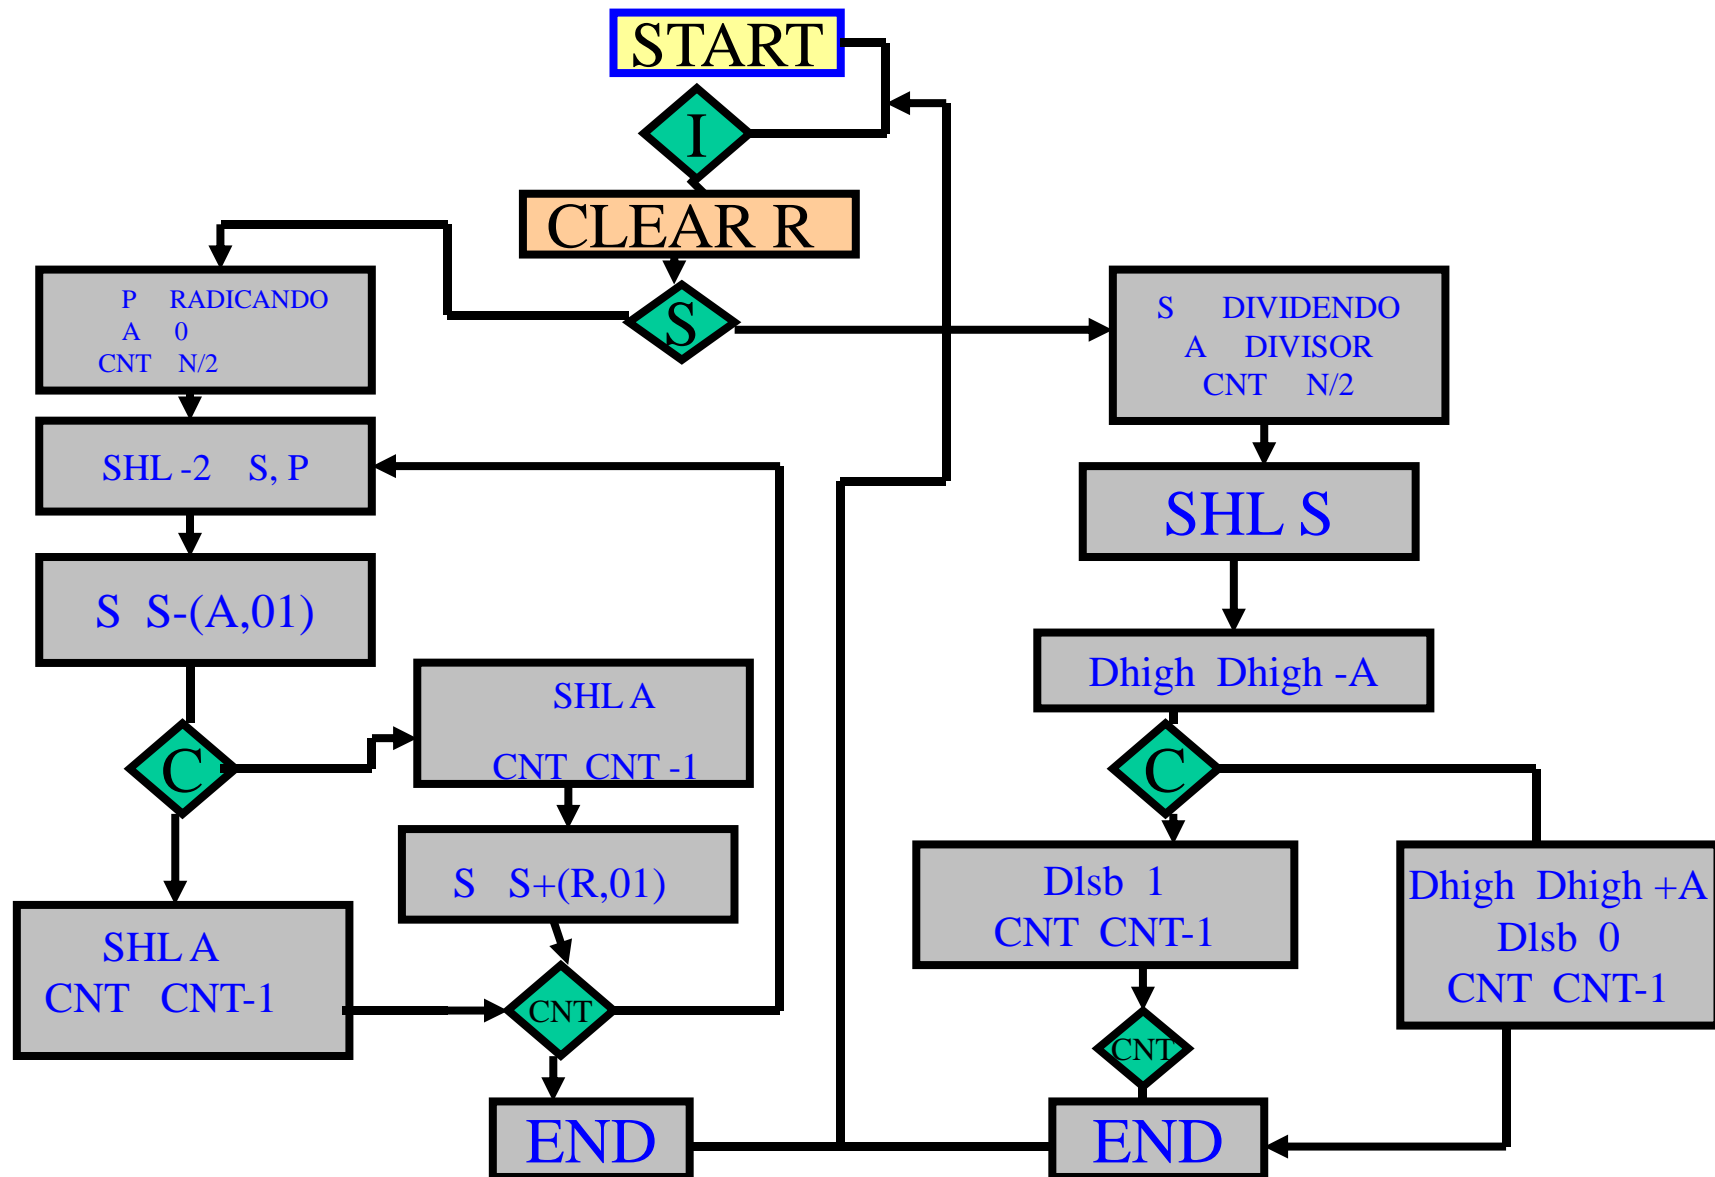 START
I
CLEAR R
S
P RADICANDO
A 0
CNT N/2
SHL -2 S, P
S S-(A,01)
C
SHL A
CNT CNT -1
S S+(R,01)
SHL A
CNT CNT-1
CNT
END
S DIVIDENDO
A DIVISOR
CNT N/2
SHL S
Dhigh Dhigh -A
C
Dlsb 1
CNT CNT-1
Dhigh Dhigh +A
Dlsb 0
CNT CNT-1
CNT
END